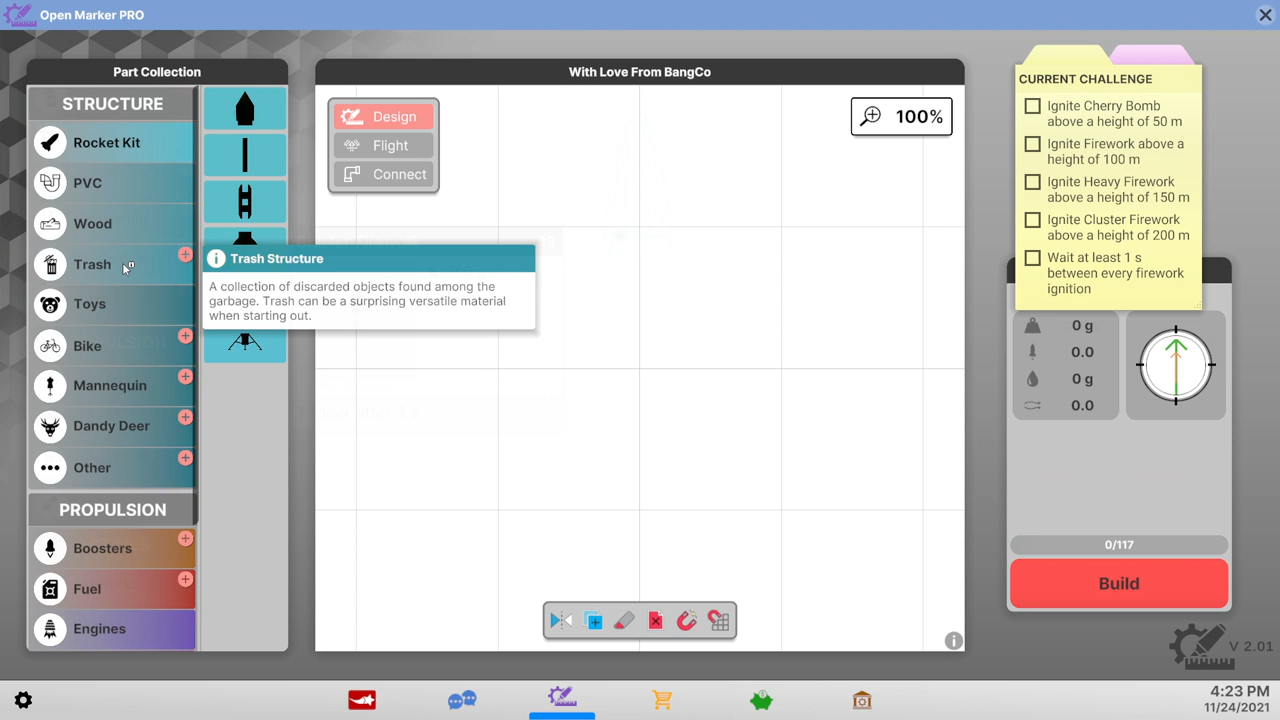 Open Marker PRO
Part Collection
STRUCTURE
Rocket Kit
PVC
Wood
Trash
Toys
Bike
Mannequin
Dandy Deer
Other
PROPULSION
Boosters
Fuel
Engines
Trash Structure
A collection of discarded objects found among the
garbage. Trash can be a surprising versatile material
when starting out.
With Love From BangCo
Design
Flight
Connect
100%
CURRENT CHALLENGE
Ignite Cherry Bomb
above a height of 50 m
Ignite Firework above a
height of 100 m
Ignite Heavy Firework
above a height of 150 m
Ignite Cluster Firework
above a height of 200 m
Wait at least 1 s
between every firework
ignition
0 g
0.0
0 g
0.0
0/117
Build
V 2.01
4:23 PM
11/24/2021